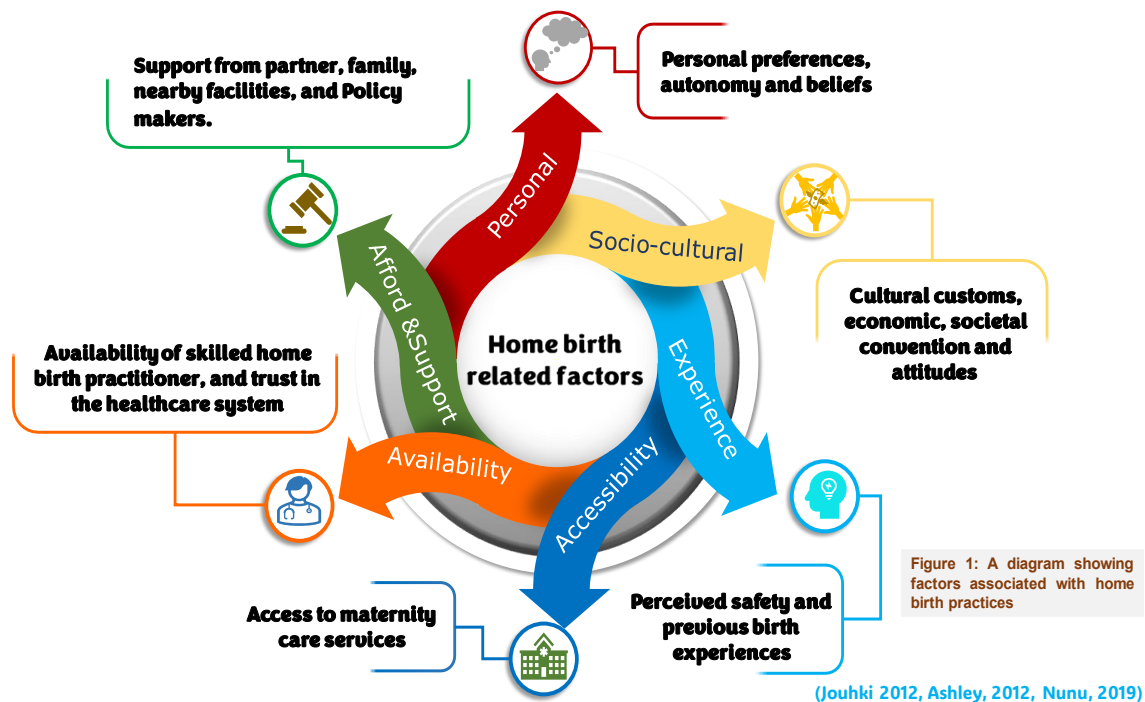 Support from partner, family,
nearby facilities, and Policy
makers.
Personal preferences,
autonomy and beliefs
Personal
Socio-cultural
Afford &Support
Cultural customs,
economic, societal
convention and
attitudes
Availability of skilled home
birth practitioner, and trust in
the healthcare system
Home birth
related factors
Experience
Availability
Accessibility
Figure 1: A diagram showing
factors associated with home
birth practices
Access to maternity
care services
Perceived safety and
previous birth
experiences
(Jouhki 2012, Ashley, 2012, Nunu, 2019)